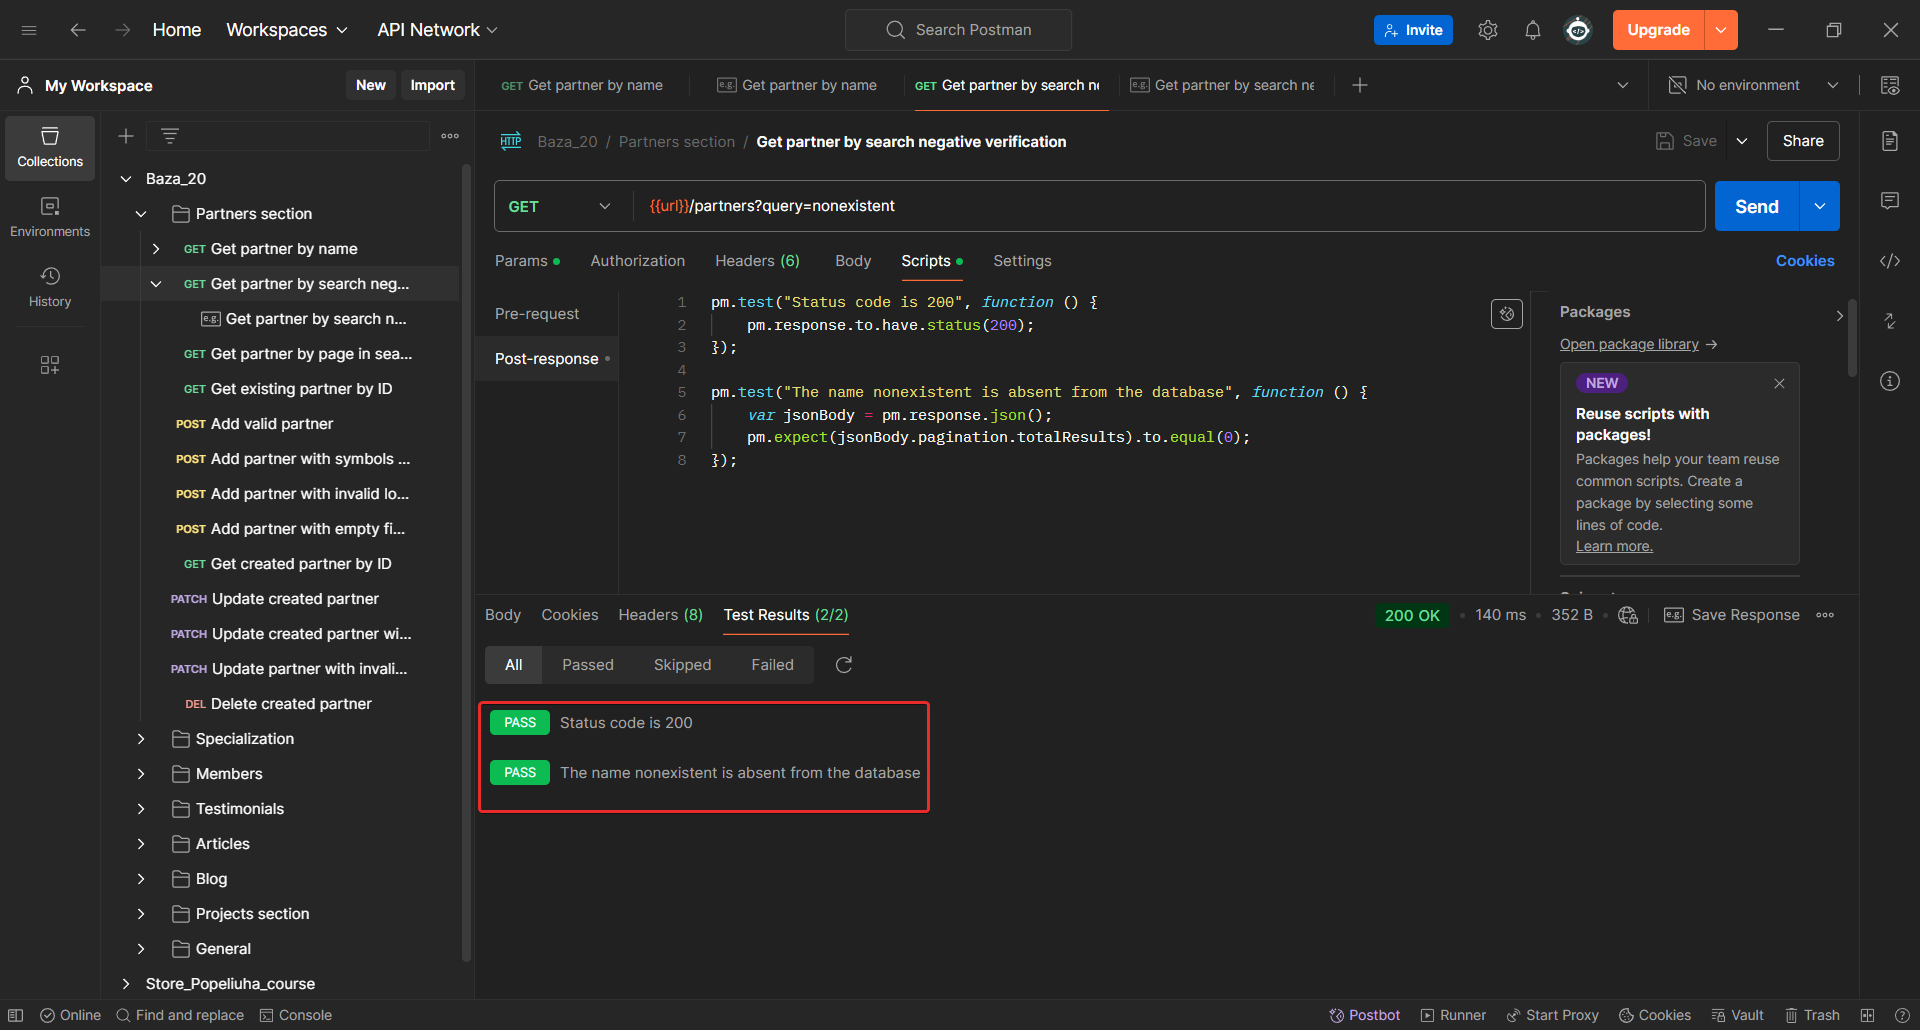 Home Workspaces API Network Search Postman Invite Upgrade
My Workspace New Import
GET Get partner by name e.g. Get partner by name GET Get partner by search ne e.g. Get partner by search ne No environment
Collections
Environments
History
Baza_20
Partners section
GET Get partner by name
GET Get partner by search neg...
e.g. Get partner by search n...
GET Get partner by page in sea...
GET Get existing partner by ID
POST Add valid partner
POST Add partner with symbols ...
POST Add partner with invalid lo...
POST Add partner with empty fi...
GET Get created partner by ID
PATCH Update created partner
PATCH Update created partner wi...
PATCH Update partner with invali...
DEL Delete created partner
Specialization
Members
Testimonials
Articles
Blog
Projects section
General
Store_Popeliuha_course
HTTP Baza_20 / Partners section / Get partner by search negative verification Save Share
GET {{url}}/partners?query=nonexistent Send
Params Authorization Headers (6) Body Scripts Settings Cookies
Pre-request
Post-response
1 pm.test("Status code is 200", function () {
2 pm.response.to.have.status(200);
3 });
4
5 pm.test("The name nonexistent is absent from the database", function () {
6 var jsonBody = pm.response.json();
7 pm.expect(jsonBody.pagination.totalResults).to.equal(0);
8 });
Packages
Open package library →
NEW
Reuse scripts with
packages!
Packages help your team reuse
common scripts. Create a
package by selecting some
lines of code.
Learn more.
Body Cookies Headers (8) Test Results (2/2) 200 OK 140 ms 352 B e.g. Save Response
All Passed Skipped Failed
PASS Status code is 200
PASS The name nonexistent is absent from the database
Online Find and replace Console Postbot Runner Start Proxy Cookies Vault Trash